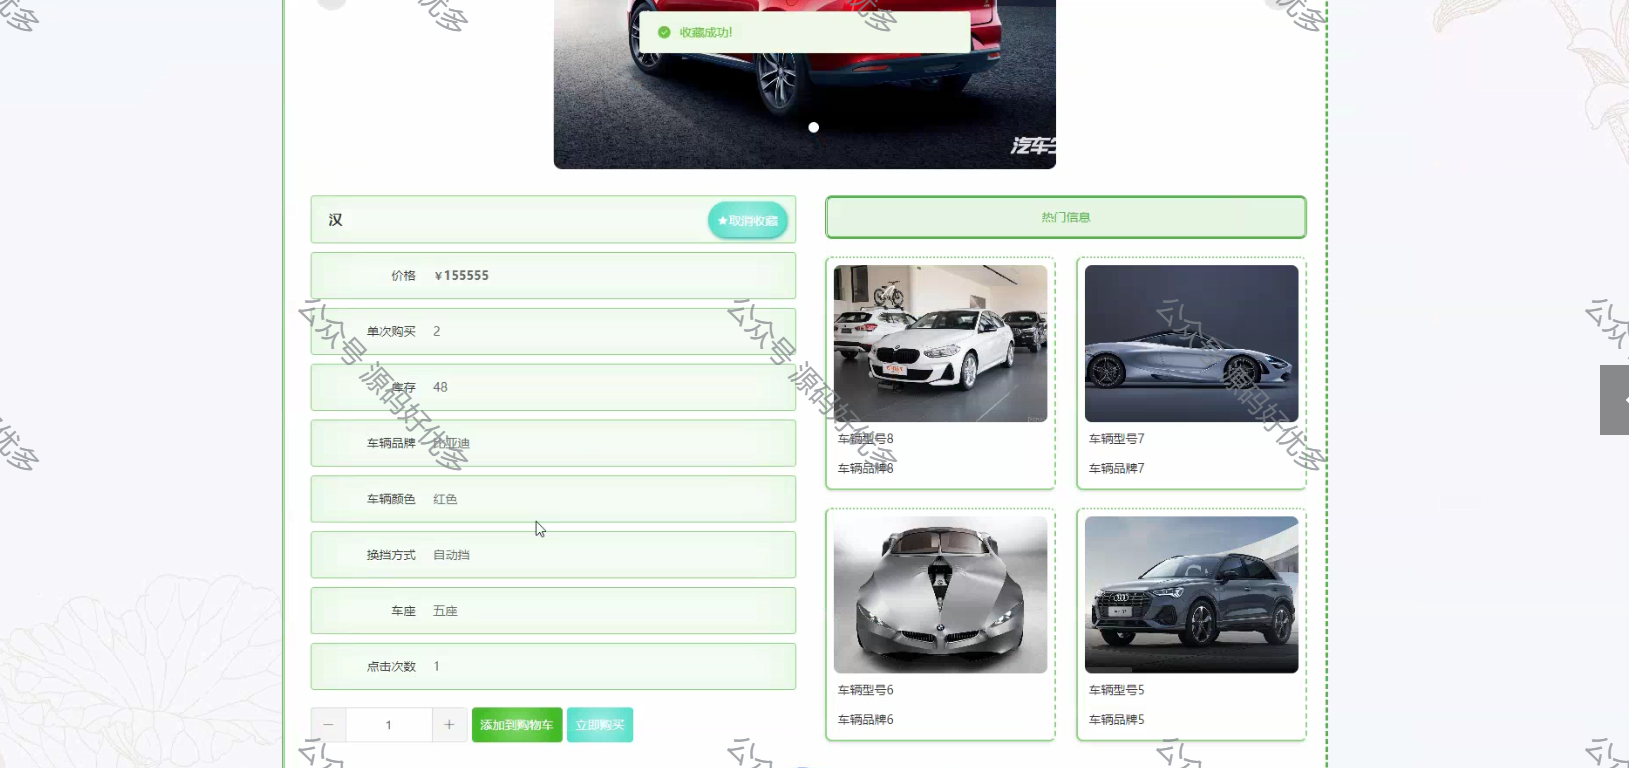 收藏成功!
汉
★取消收藏
价格 ￥155555
单次购买 2
库存 48
车辆品牌 比亚迪
车辆颜色 红色
换挡方式 自动挡
车座 五座
点击次数 1
− 1 +
添加到购物车
立即购买
热门信息
车辆型号8
车辆品牌8
车辆型号7
车辆品牌7
车辆型号6
车辆品牌6
车辆型号5
车辆品牌5
汽车
公众号 源码好优多
公众号 源码好优多
公众号 源码好优多